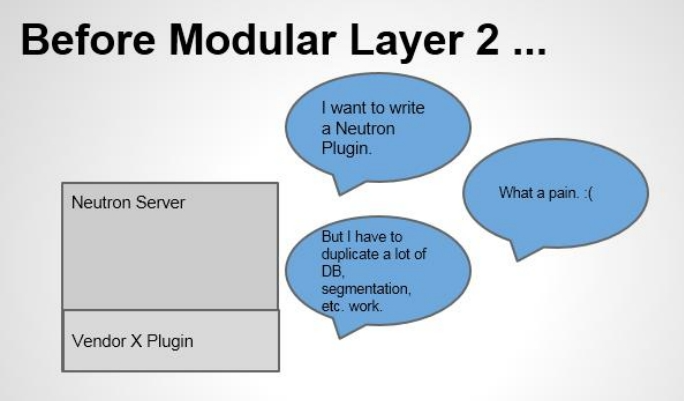 Before Modular Layer 2 ...
I want to write
a Neutron
Plugin.
What a pain. :(
Neutron Server
But I have to
duplicate a lot of
DB,
segmentation,
etc. work.
Vendor X Plugin